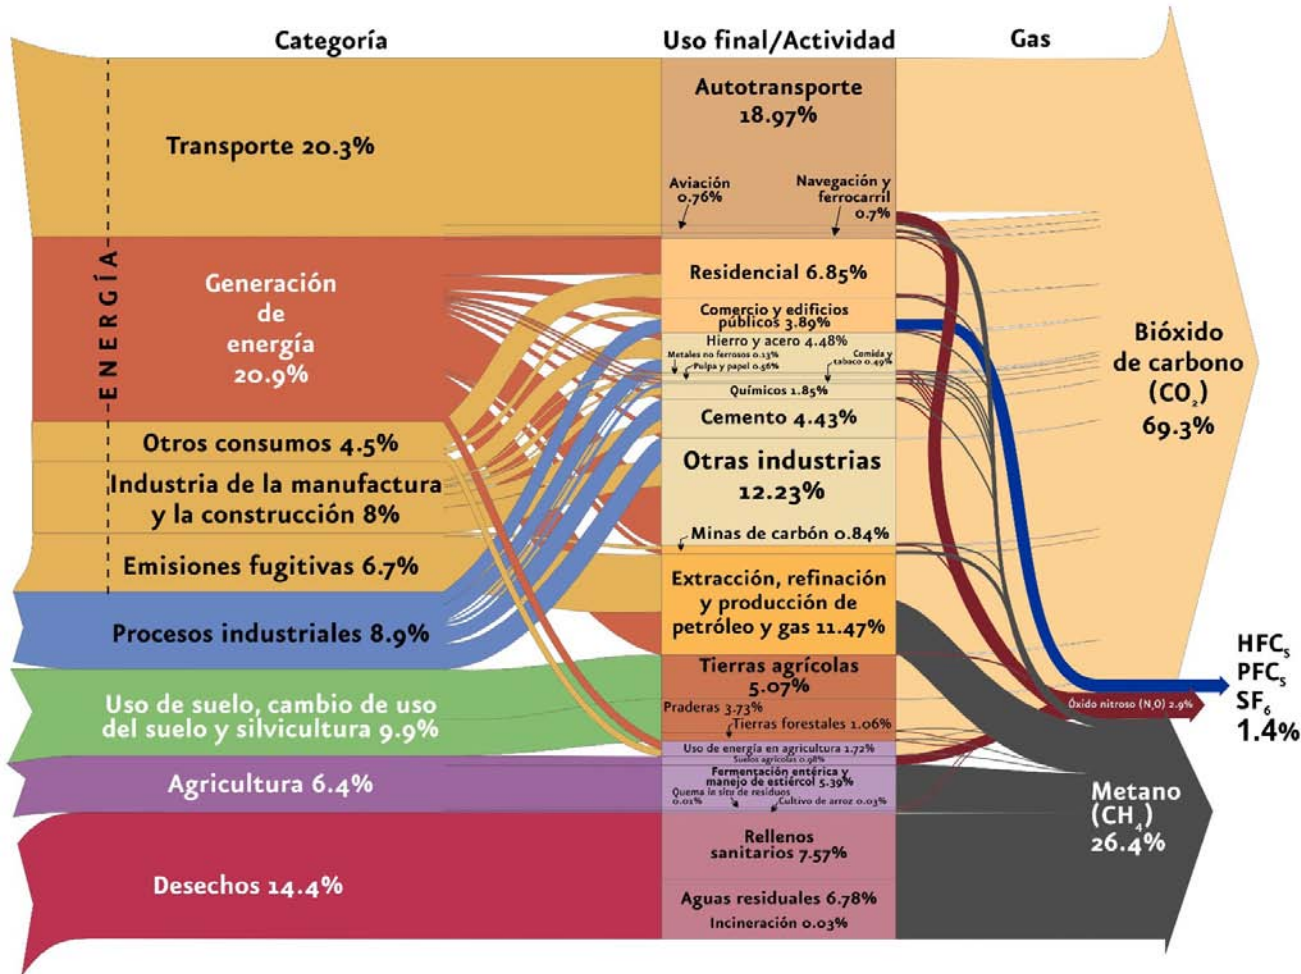 Categoría
Uso final/Actividad
Gas
ENERGÍA
Transporte 20.3%
Generación
de
energía
20.9%
Otros consumos 4.5%
Industria de la manufactura
y la construcción 8%
Emisiones fugitivas 6.7%
Procesos industriales 8.9%
Uso de suelo, cambio de uso
del suelo y silvicultura 9.9%
Agricultura 6.4%
Desechos 14.4%
Autotransporte
18.97%
Aviación
0.76%
Navegación y
ferrocarril
0.7%
Residencial 6.85%
Comercio y edificios
públicos 3.89%
Hierro y acero 4.48%
Metales no ferrosos 0.13%
Comida y
tabaco 0.49%
Pulpa y papel 0.56%
Químicos 1.85%
Cemento 4.43%
Otras industrias
12.23%
Minas de carbón 0.84%
Extracción, refinación
y producción de
petróleo y gas 11.47%
Tierras agrícolas
5.07%
Praderas 3.73%
Tierras forestales 1.06%
Uso de energía en agricultura 1.72%
Suelos agrícolas 0.98%
Fermentación entérica y
manejo de estiércol 5.39%
Quema in situ de residuos
0.01%
Cultivo de arroz 0.03%
Rellenos
sanitarios 7.57%
Aguas residuales 6.78%
Incineración 0.03%
Bióxido
de carbono
(CO₂)
69.3%
HFCₛ
PFCₛ
SF₆
1.4%
Óxido nitroso (N₂O) 2.9%
Metano
(CH₄)
26.4%